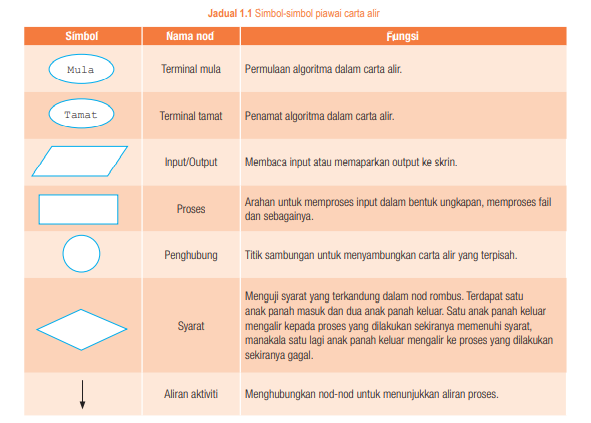 Jadual 1.1 Simbol-simbol piawai carta alir
Simbol Nama nod Fungsi
Mula Terminal mula Permulaan algoritma dalam carta alir.
Tamat Terminal tamat Penamat algoritma dalam carta alir.
Input/Output Membaca input atau memaparkan output ke skrin.
Proses Arahan untuk memproses input dalam bentuk ungkapan, memproses fail
dan sebagainya.
Penghubung Titik sambungan untuk menyambungkan carta alir yang terpisah.
Syarat Menguji syarat yang terkandung dalam nod rombus. Terdapat satu
anak panah masuk dan dua anak panah keluar. Satu anak panah keluar
mengalir kepada proses yang dilakukan sekiranya memenuhi syarat,
manakala satu lagi anak panah keluar mengalir ke proses yang dilakukan
sekiranya gagal.
Aliran aktiviti Menghubungkan nod-nod untuk menunjukkan aliran proses.